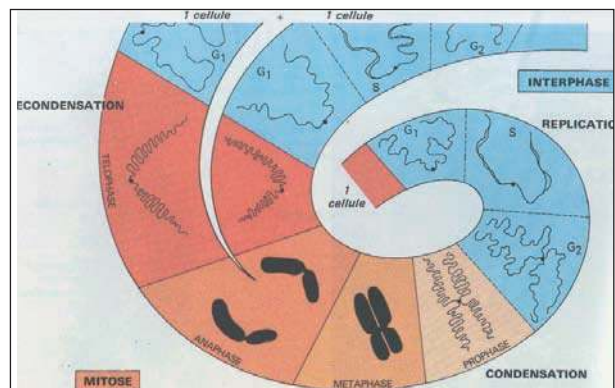 1 cellule + 1 cellule
G1
G1
S
G2
INTERPHASE
ECONDENSATION
REPLICATIO
G1
S
1
cellule
TELOPHASE
G2
ANAPHASE
METAPHASE
PROPHASE
MITOSE
CONDENSATION